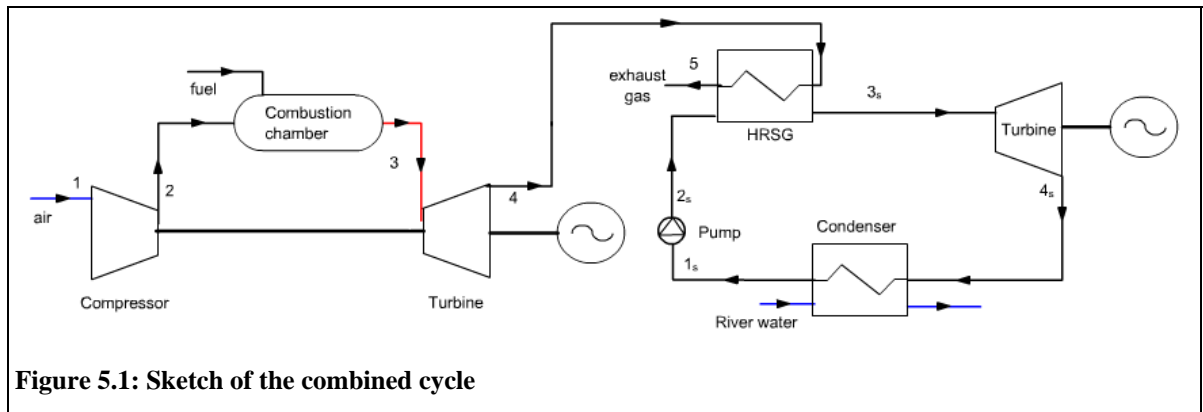 fuel
Combustion
chamber
1
air
2
3
4
Compressor
Turbine
5
exhaust
gas
HRSG
3s
Turbine
4s
2s
Pump
1s
Condenser
River water
Figure 5.1: Sketch of the combined cycle